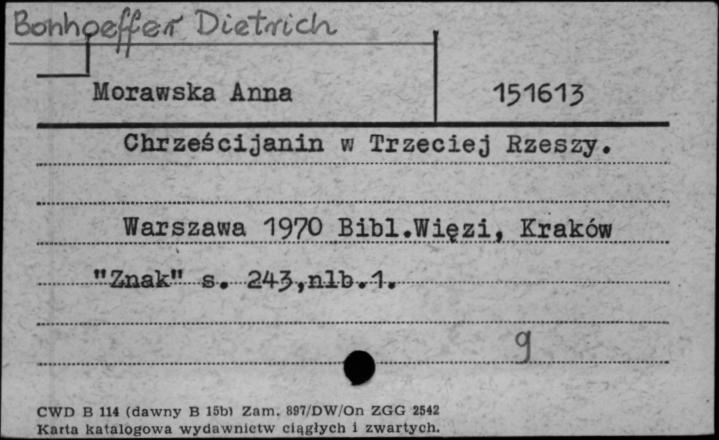 Bonhoeffer Dietrich
Morawska Anna 151613
Chrześcijanin w Trzeciej Rzeszy.
Warszawa 1970 Bibl.Więzi, Kraków
"Znak" s. 243,nlb.1.
g
CWD B 114 (dawny B 15b) Zam. 897/DW/On ZGG 2542
Karta katalogowa wydawnictw ciągłych i zwartych.